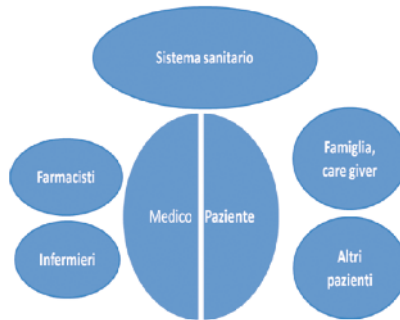 Sistema sanitario
Famiglia,
care giver
Farmacisti
Medico
Paziente
Infermieri
Altri
pazienti